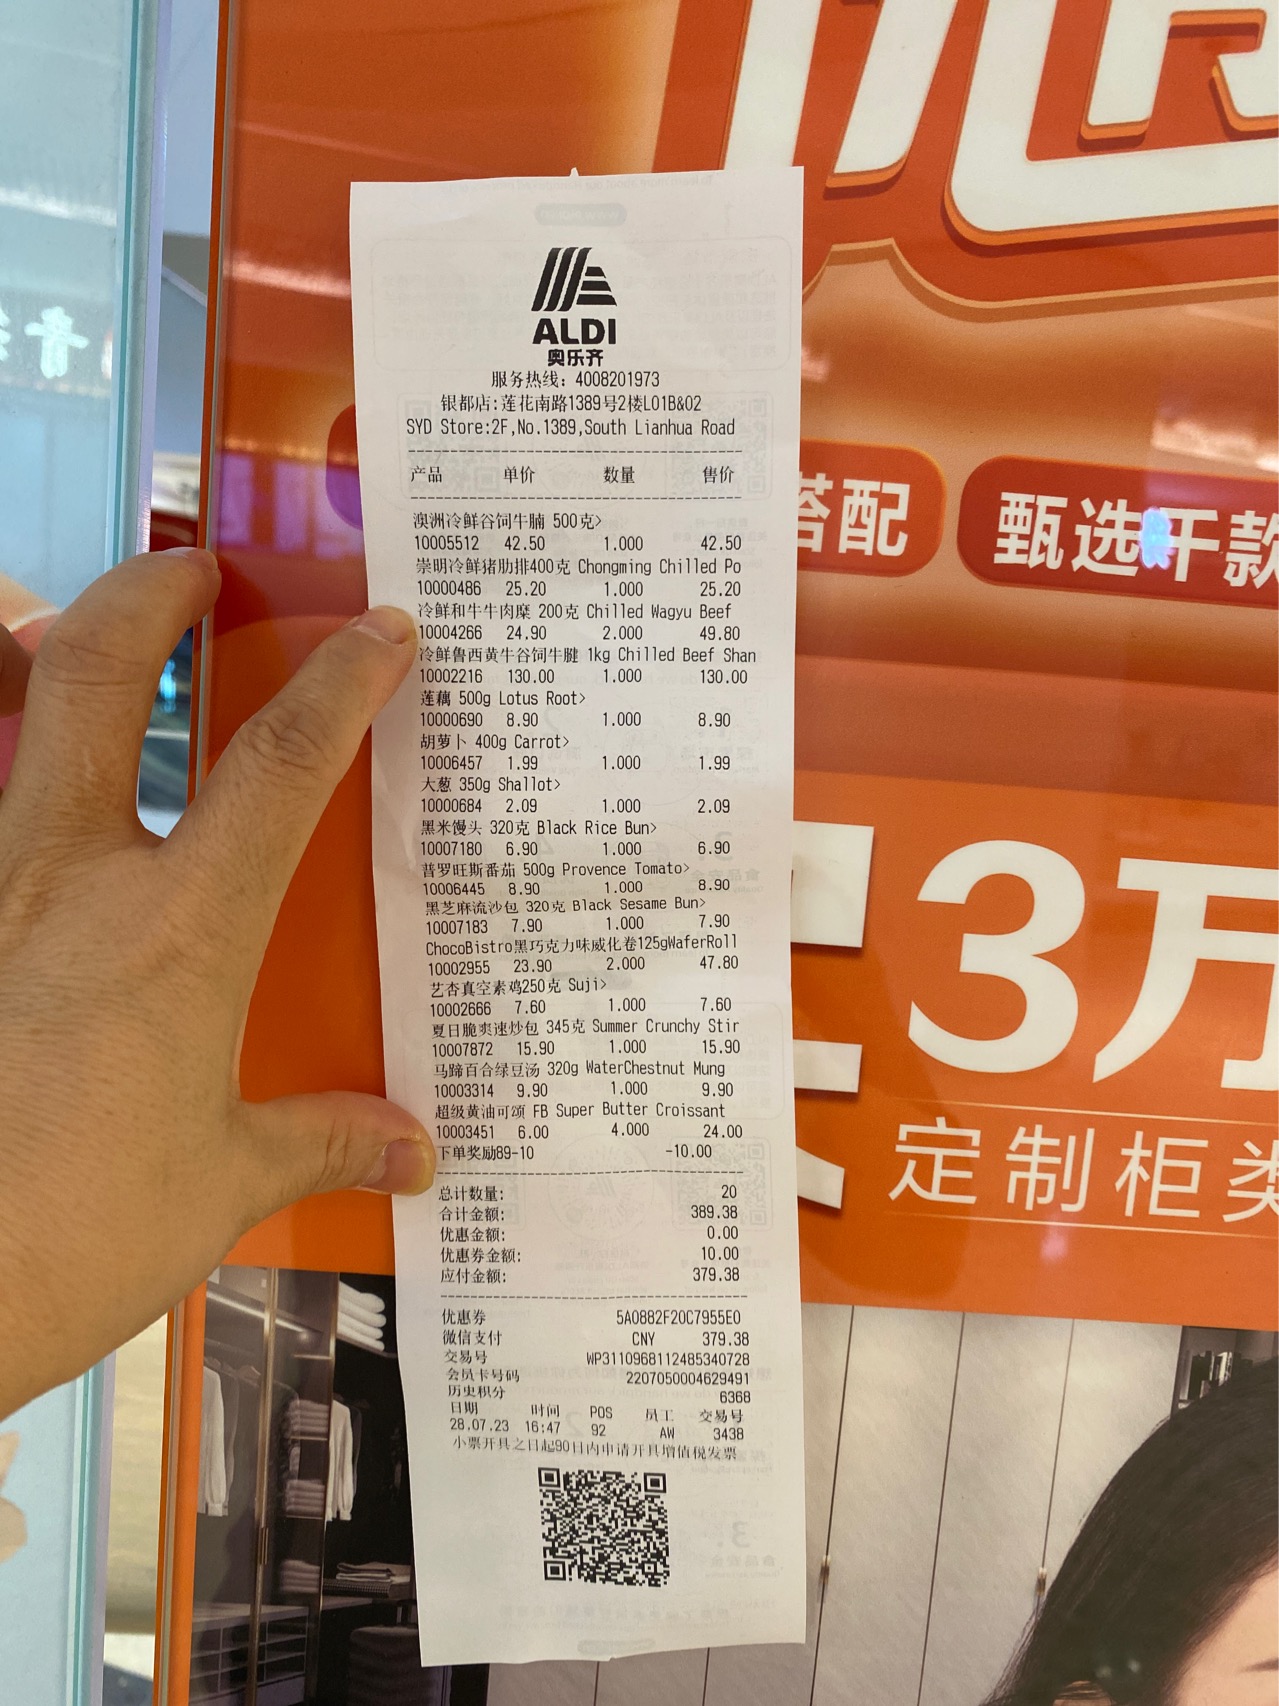 ALDI
奥乐齐
服务热线: 4008201973
银都店:莲花南路1389号2楼L01B&02
SYD Store:2F,No.1389,South Lianhua Road
产品 单价 数量 售价
澳洲冷鲜谷饲牛腩 500克>
10005512 42.50 1.000 42.50
崇明冷鲜猪肋排400克 Chongming Chilled Po
10000486 25.20 1.000 25.20
冷鲜和牛牛肉糜 200克 Chilled Wagyu Beef
10004266 24.90 2.000 49.80
冷鲜鲁西黄牛谷饲牛腱 1kg Chilled Beef Shan
10002216 130.00 1.000 130.00
莲藕 500g Lotus Root>
10000690 8.90 1.000 8.90
胡萝卜 400g Carrot>
10006457 1.99 1.000 1.99
大葱 350g Shallot>
10000684 2.09 1.000 2.09
黑米馒头 320克 Black Rice Bun>
10007180 6.90 1.000 6.90
普罗旺斯番茄 500g Provence Tomato>
10006445 8.90 1.000 8.90
黑芝麻流沙包 320克 Black Sesame Bun>
10007183 7.90 1.000 7.90
ChocoBistro黑巧克力味威化卷125gWaferRoll
10002955 23.90 2.000 47.80
艺杏真空素鸡250克 Suji>
10002666 7.60 1.000 7.60
夏日脆爽速炒包 345克 Summer Crunchy Stir
10007872 15.90 1.000 15.90
马蹄百合绿豆汤 320g WaterChestnut Mung
10003314 9.90 1.000 9.90
超级黄油可颂 FB Super Butter Croissant
10003451 6.00 4.000 24.00
下单奖励89-10 -10.00
总计数量: 20
合计金额: 389.38
优惠金额: 0.00
优惠券金额: 10.00
应付金额: 379.38
优惠券 5A0882F20C7955E0
微信支付 CNY 379.38
交易号 WP3110968112485340728
会员卡号码 2207050004629491
历史积分 6368
日期 时间 POS 员工 交易号
28.07.23 16:47 92 AW 3438
小票开具之日起90日内申请开具增值税发票
搭配
甄选千款
3万
定制柜类